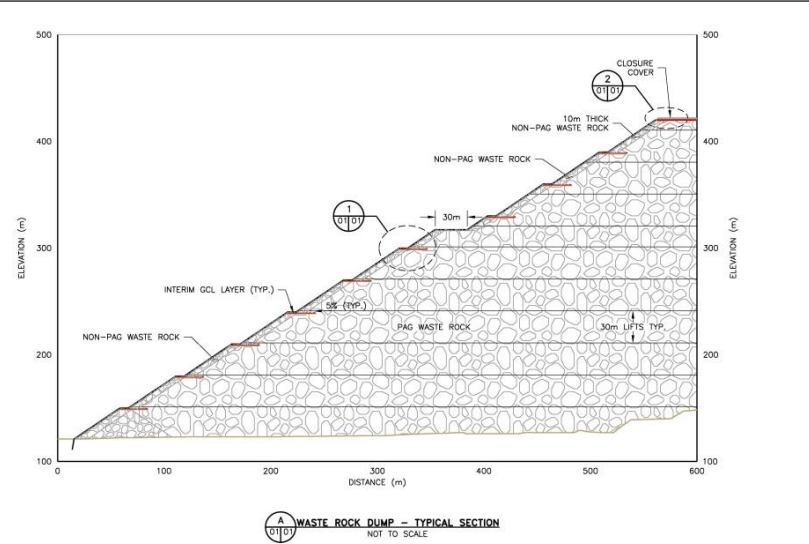 500
500
CLOSURE
COVER
2
01 01
10m THICK
NON-PAG WASTE ROCK
400
400
NON-PAG WASTE ROCK
1
01 01
30m
ELEVATION (m)
ELEVATION (m)
300
300
INTERIM GCL LAYER (TYP.)
5% (TYP.)
NON-PAG WASTE ROCK
PAG WASTE ROCK
30m LIFTS TYP.
200
200
100
100
0
100
200
300
400
500
600
DISTANCE (m)
A
01 01
WASTE ROCK DUMP – TYPICAL SECTION
NOT TO SCALE